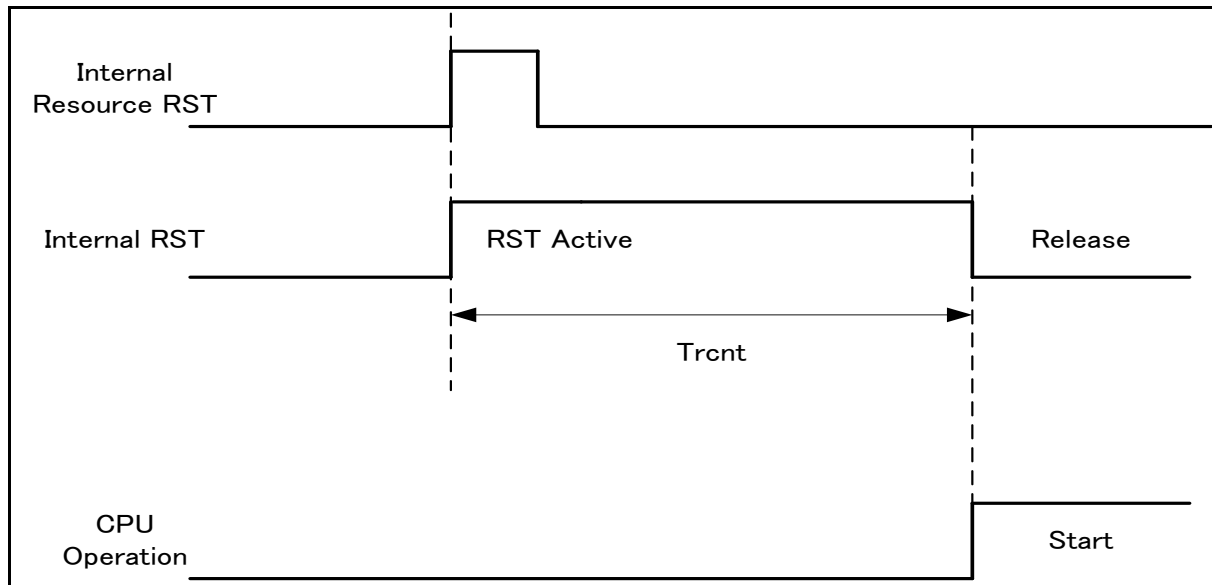 Internal
Resource RST
Internal RST
RST Active
Release
Trcnt
CPU
Operation
Start